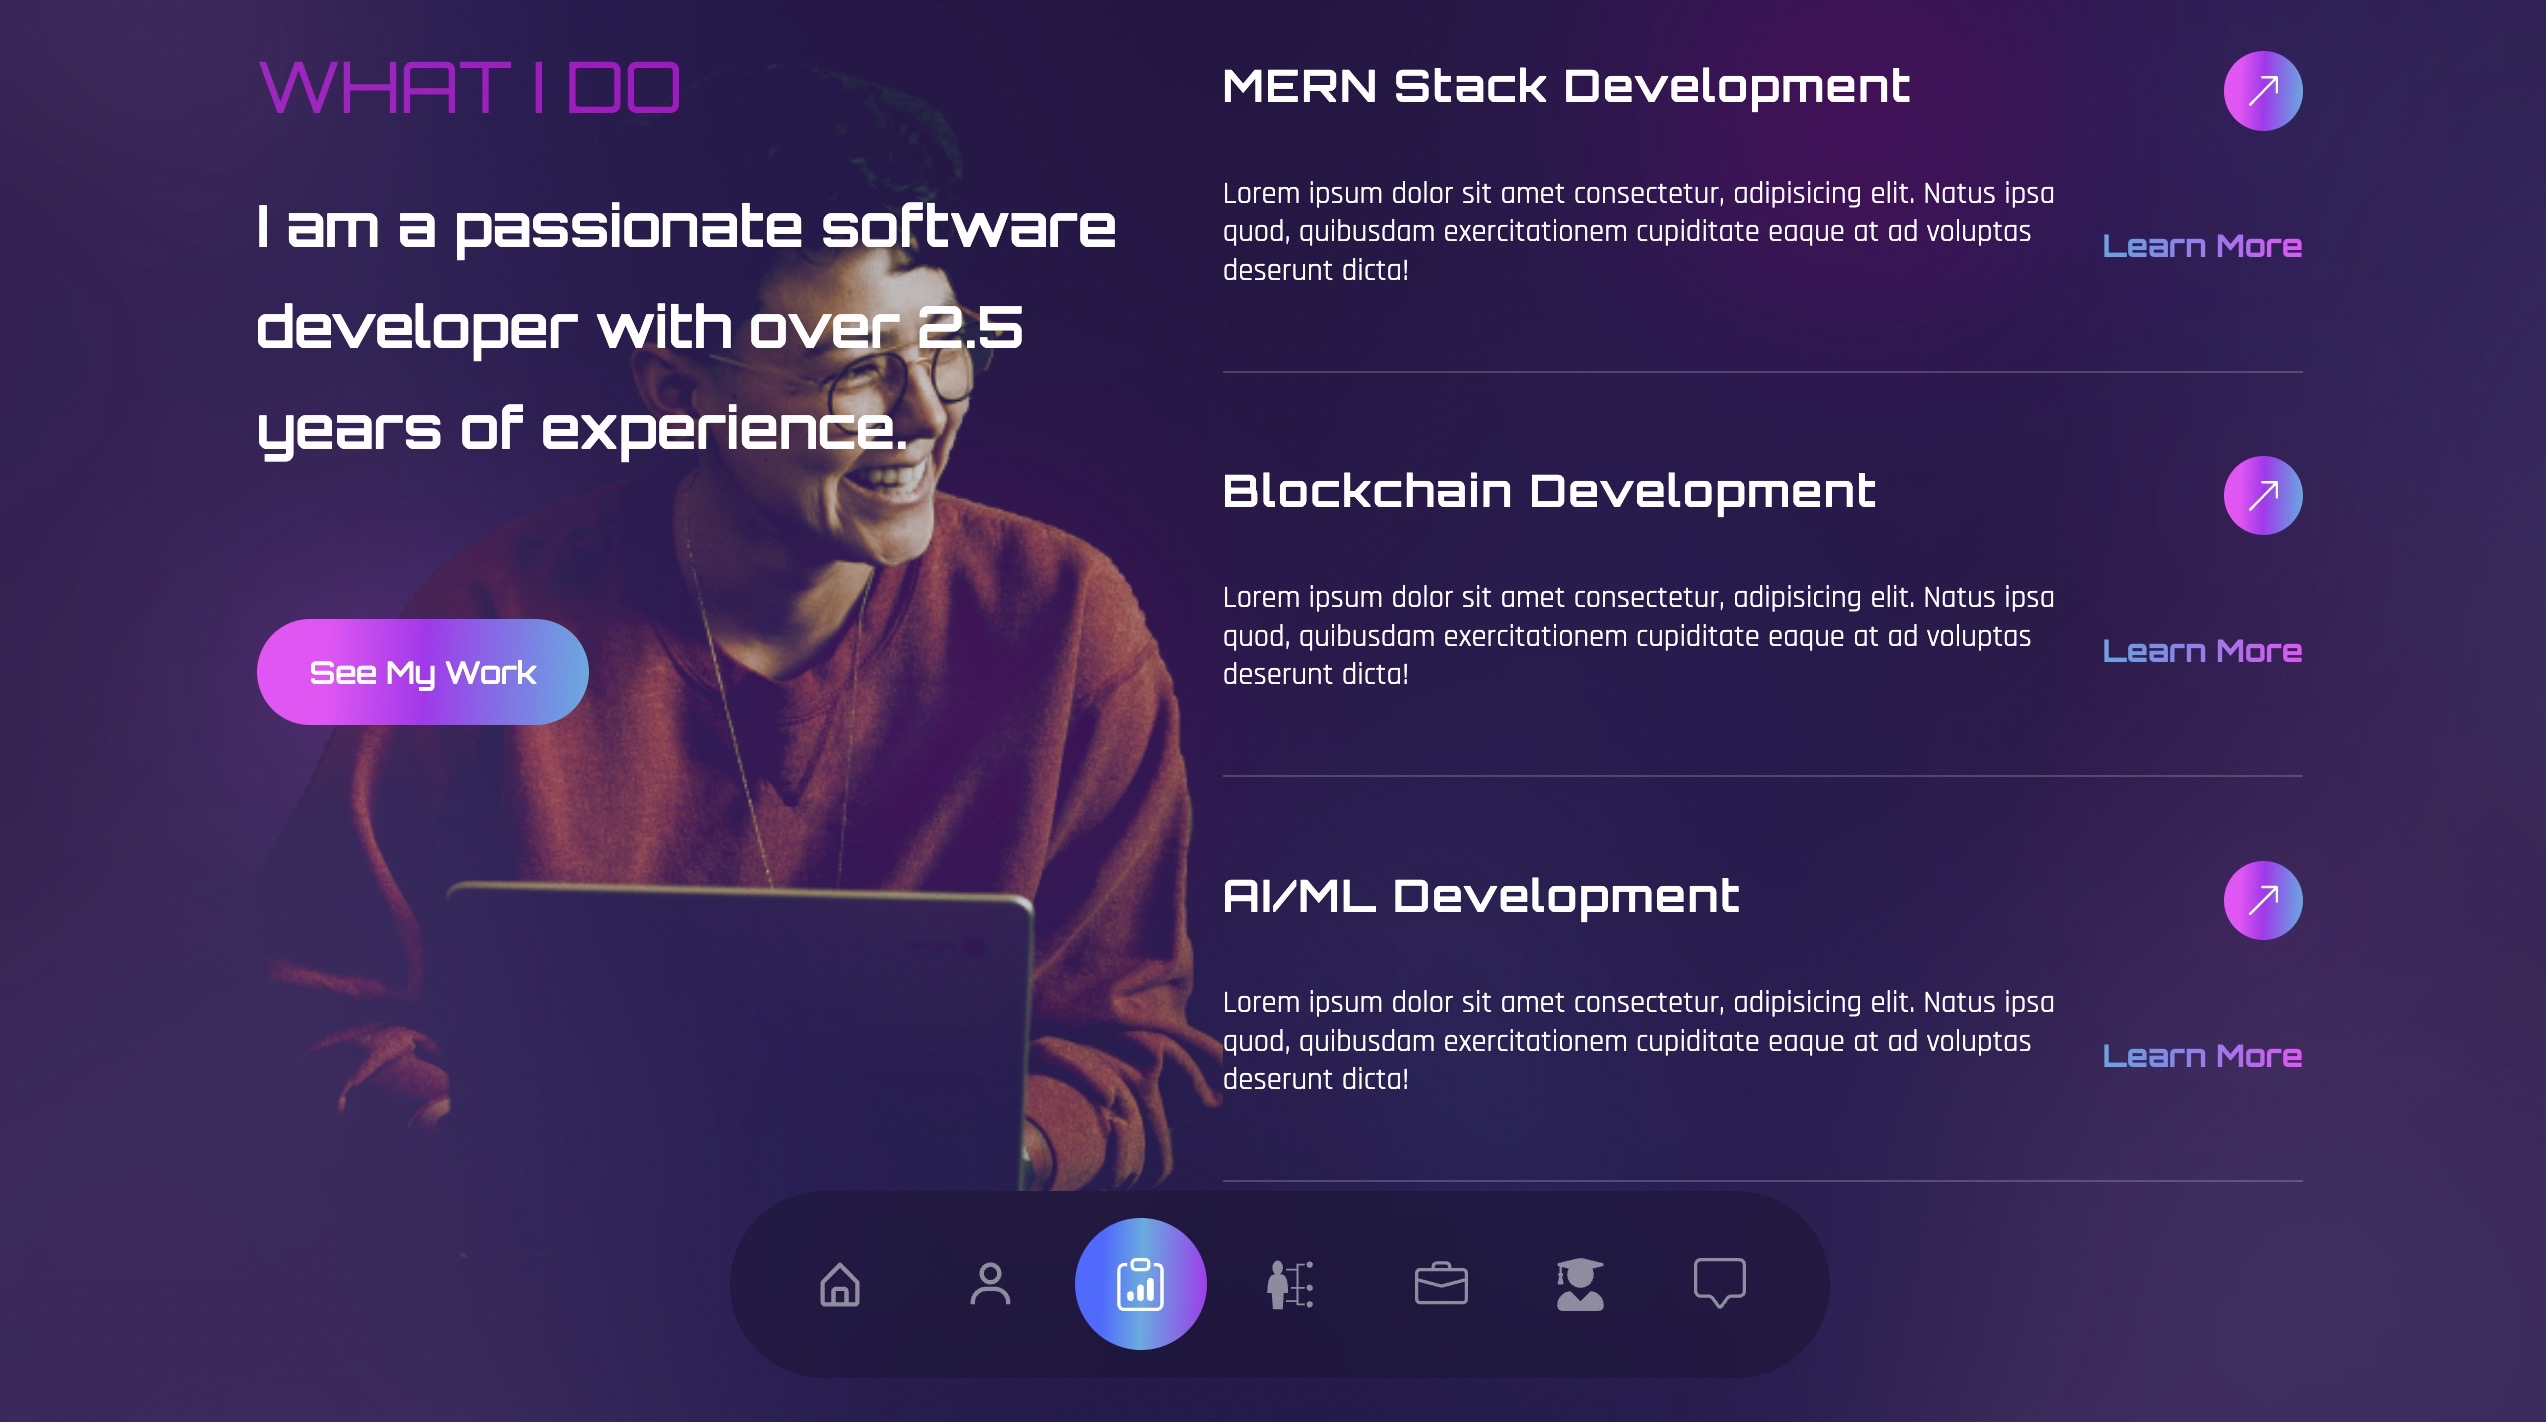 WHAT I DO
I am a passionate software
developer with over 2.5
years of experience.
See My Work
MERN Stack Development
Lorem ipsum dolor sit amet consectetur, adipisicing elit. Natus ipsa
quod, quibusdam exercitationem cupiditate eaque at ad voluptas
deserunt dicta!
Learn More
Blockchain Development
Lorem ipsum dolor sit amet consectetur, adipisicing elit. Natus ipsa
quod, quibusdam exercitationem cupiditate eaque at ad voluptas
deserunt dicta!
Learn More
AI/ML Development
Lorem ipsum dolor sit amet consectetur, adipisicing elit. Natus ipsa
quod, quibusdam exercitationem cupiditate eaque at ad voluptas
deserunt dicta!
Learn More